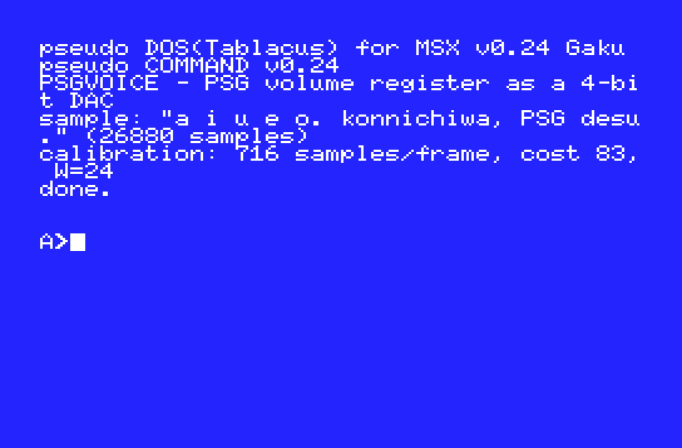 pseudo DOS(Tablacus) for MSX v0.24 Gaku
pseudo COMMAND v0.24
PSGVOICE - PSG volume register as a 4-bi
t DAC
sample: "a i u e o. konnichiwa, PSG desu
." (26880 samples)
calibration: 716 samples/frame, cost 83,
 W=24
done.
A>